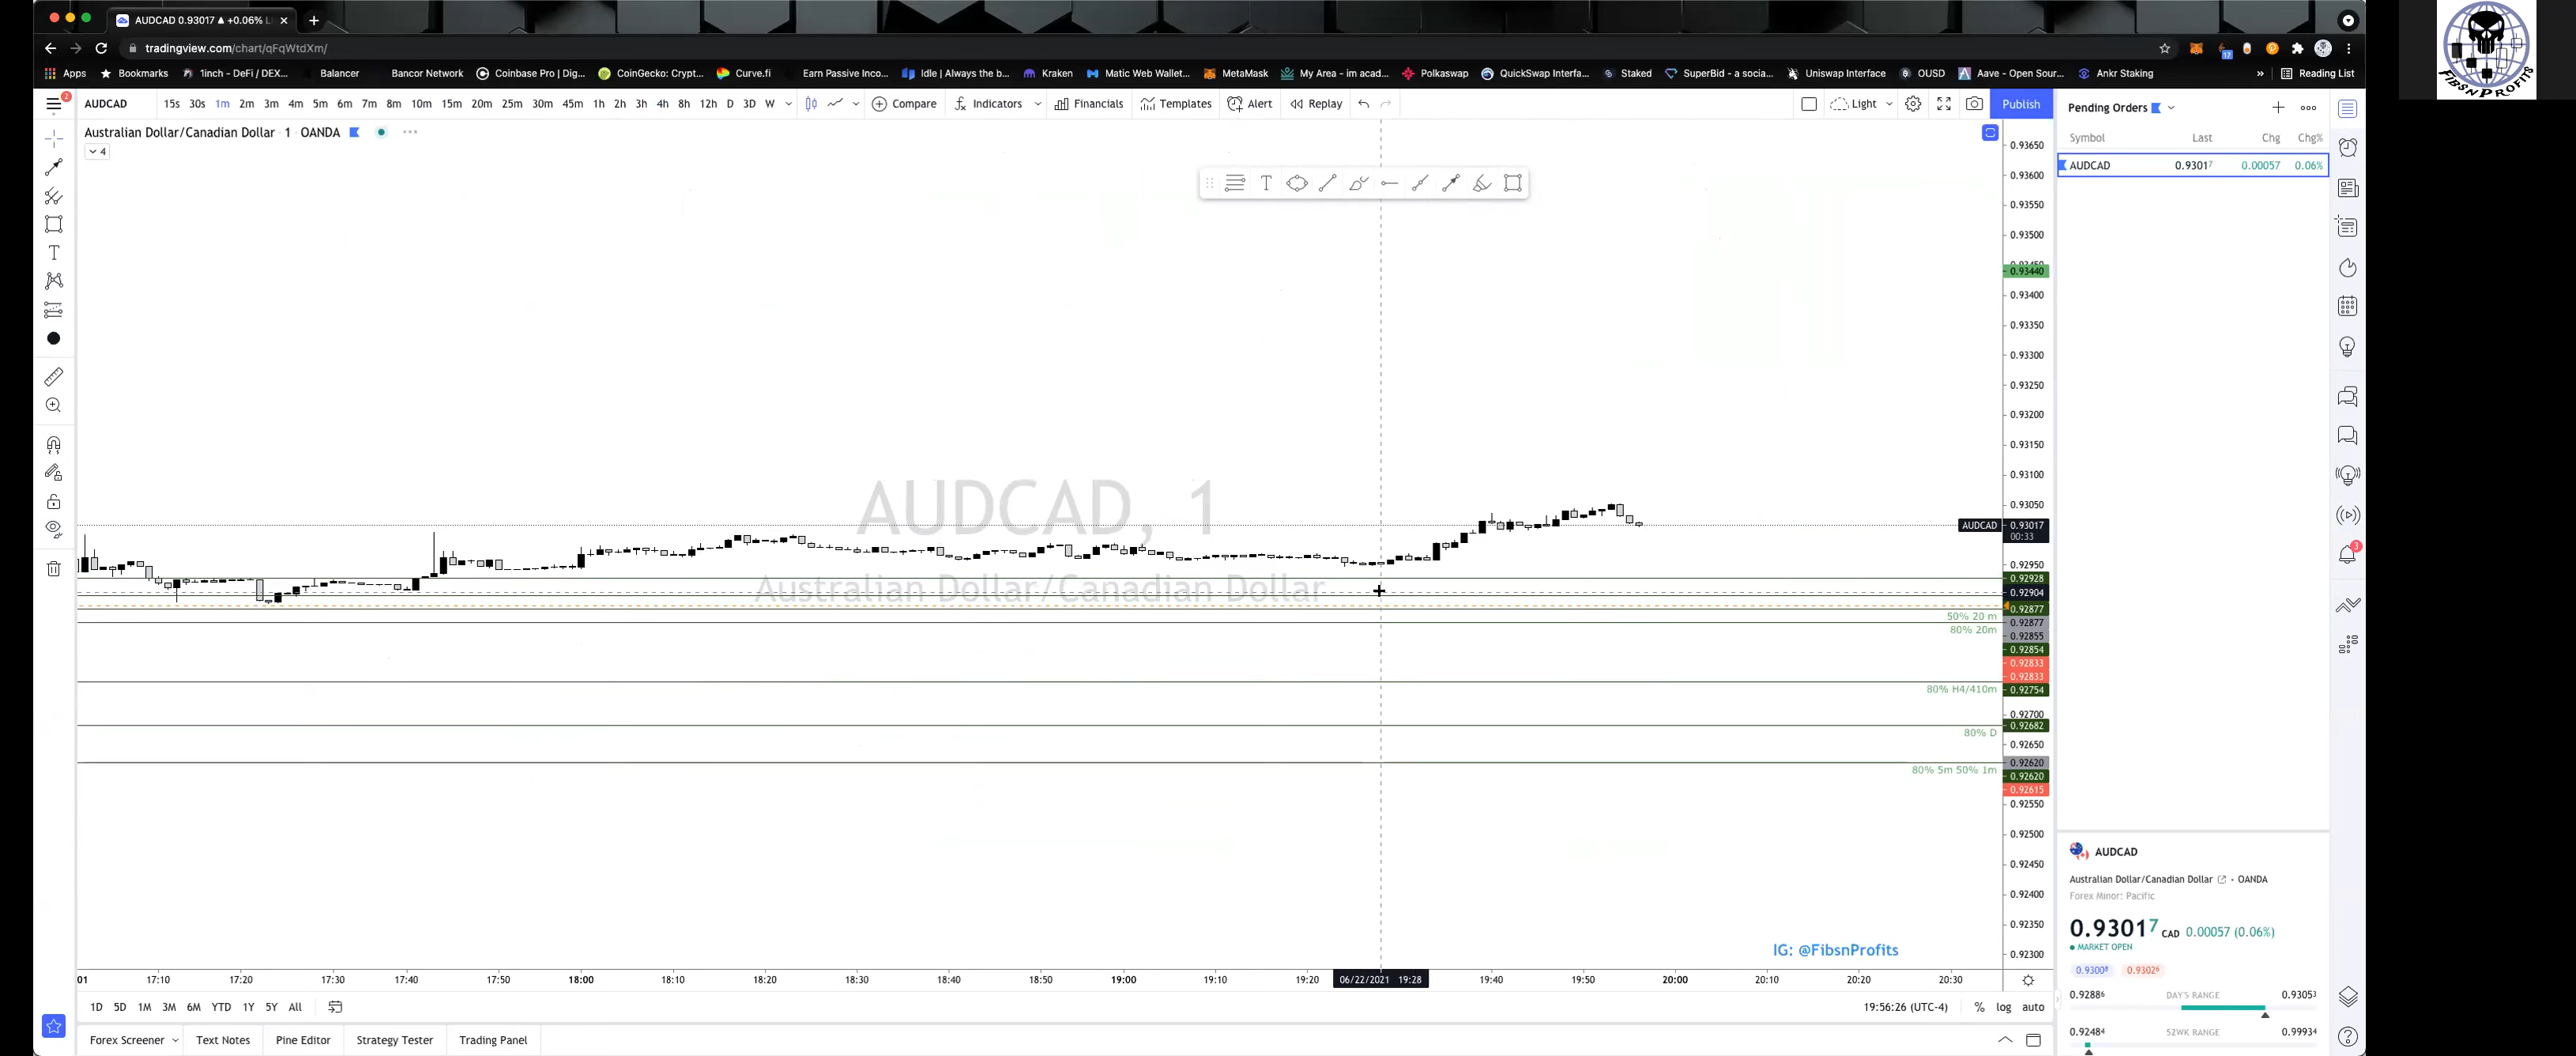 AUDCAD 0.93017 ▲ +0.06%
tradingview.com/chart/qFqWtdXm/
Apps Bookmarks 1inch - DeFi / DEX... Balancer Bancor Network Coinbase Pro | Dig... CoinGecko: Crypt... Curve.fi Earn Passive Inco... Idle | Always the b... Kraken Matic Web Wallet... MetaMask My Area - im acad... Polkaswap QuickSwap Interfa... Staked SuperBid - a socia... Uniswap Interface OUSD Aave - Open Sour... Ankr Staking » Reading List
17
FIBSNPROFITS
2
AUDCAD 15s 30s 1m 2m 3m 4m 5m 6m 7m 8m 10m 15m 20m 25m 30m 45m 1h 2h 3h 4h 8h 12h D 3D W Compare Indicators Financials Templates Alert Replay Light Publish
Australian Dollar/Canadian Dollar · 1 · OANDA
4
Pending Orders
Symbol Last Chg Chg%
AUDCAD 0.93017 0.00057 0.06%
0.93650
0.93600
0.93550
0.93500
0.93440
0.93400
0.93350
0.93300
0.93250
0.93200
0.93150
0.93100
0.93050
AUDCAD 0.93017
00:33
0.92950
0.92928
0.92904
0.92877
50% 20 m
0.92877
80% 20m
0.92855
0.92854
0.92833
0.92833
80% H4/410m 0.92754
0.92700
0.92682
80% D
0.92650
0.92620
80% 5m 50% 1m
0.92620
0.92615
0.92550
0.92500
0.92450
0.92400
0.92350
0.92300
AUDCAD, 1
Australian Dollar/Canadian Dollar
3
IG: @FibsnProfits
01 17:10 17:20 17:30 17:40 17:50 18:00 18:10 18:20 18:30 18:40 18:50 19:00 19:10 19:20 06/22/2021 19:28 19:40 19:50 20:00 20:10 20:20 20:30
1D 5D 1M 3M 6M YTD 1Y 5Y All
19:56:26 (UTC-4) % log auto
Forex Screener Text Notes Pine Editor Strategy Tester Trading Panel
AUDCAD
Australian Dollar/Canadian Dollar • OANDA
Forex Minor: Pacific
0.93017 CAD 0.00057 (0.06%)
MARKET OPEN
0.93008 0.93026
0.92886 DAY'S RANGE 0.93053
0.92484 52WK RANGE 0.99934